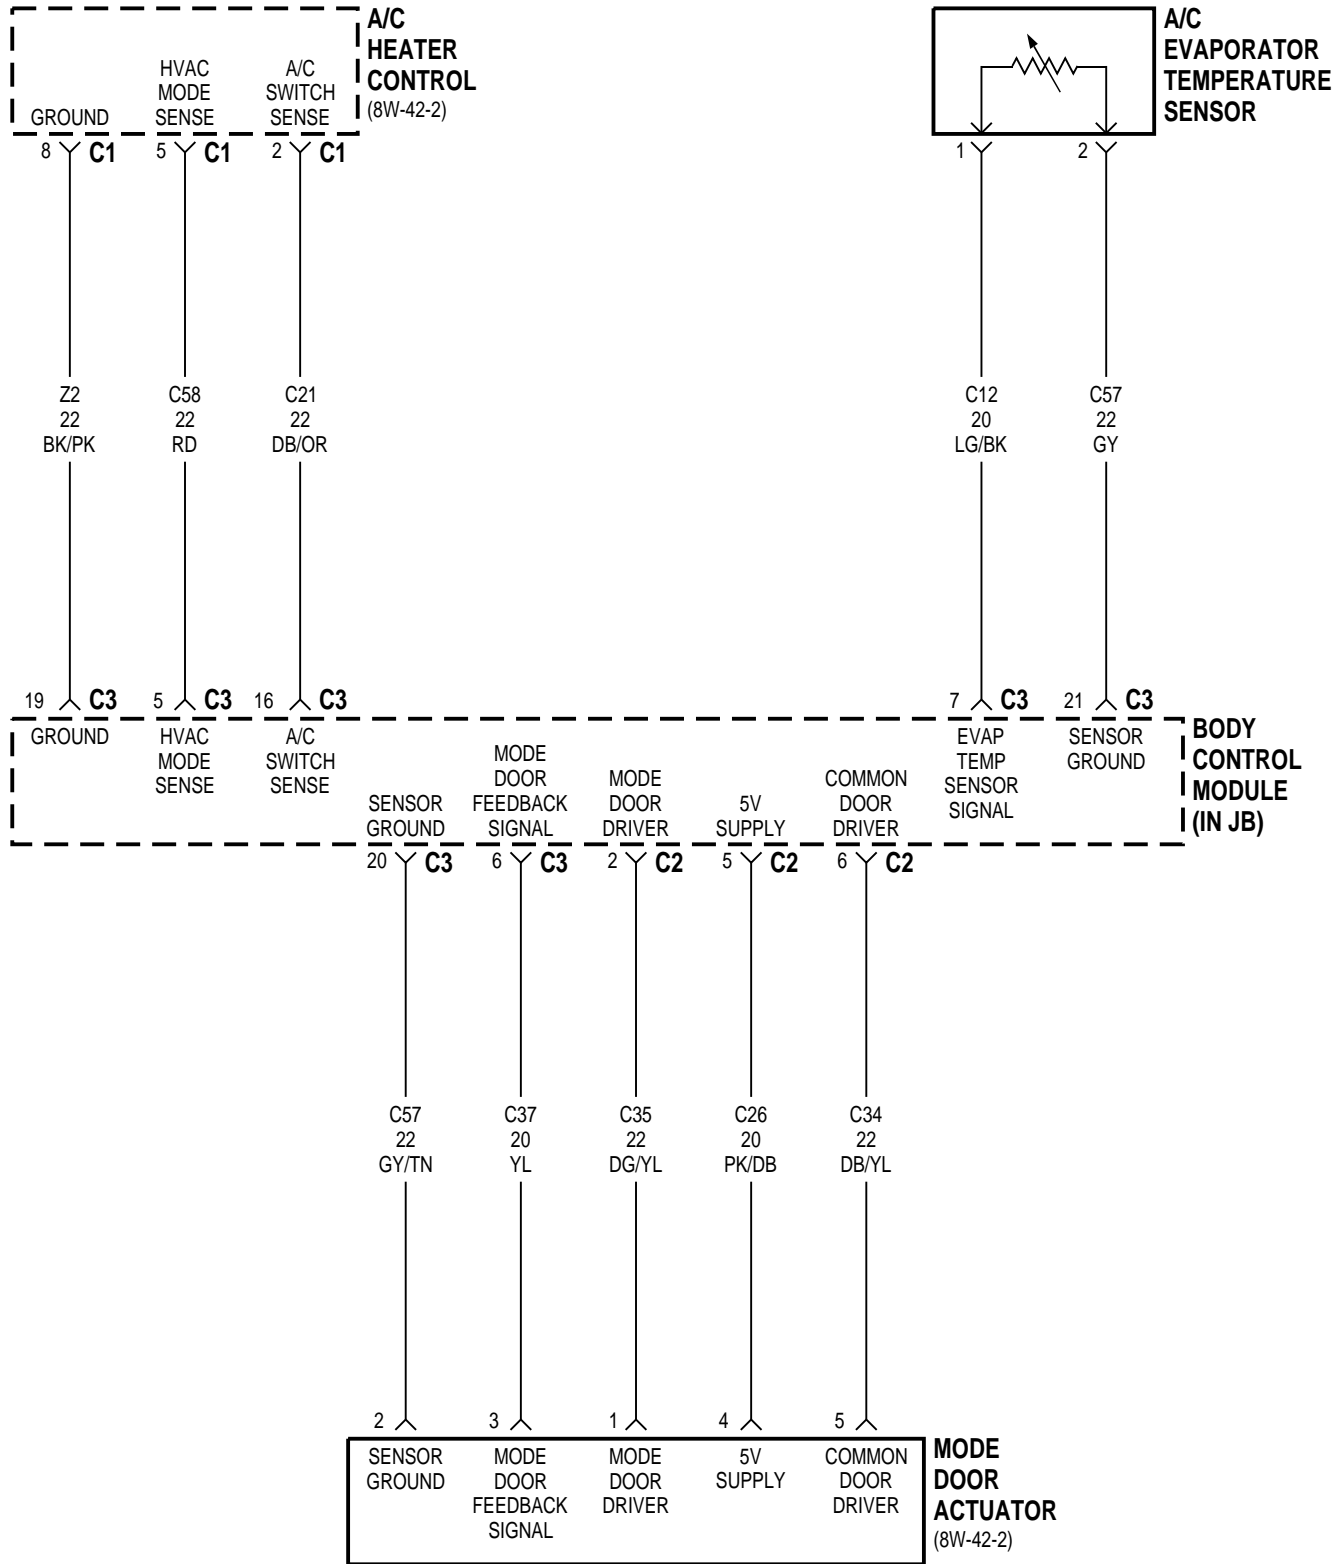 A/C
HEATER
CONTROL
(8W-42-2)
GROUND
HVAC
MODE
SENSE
A/C
SWITCH
SENSE
8 C1
5 C1
2 C1
A/C
EVAPORATOR
TEMPERATURE
SENSOR
1
2
Z2
22
BK/PK
C58
22
RD
C21
22
DB/OR
C12
20
LG/BK
C57
22
GY
19 C3
5 C3
16 C3
7 C3
21 C3
GROUND
HVAC
MODE
SENSE
A/C
SWITCH
SENSE
SENSOR
GROUND
MODE
DOOR
FEEDBACK
SIGNAL
MODE
DOOR
DRIVER
5V
SUPPLY
COMMON
DOOR
DRIVER
EVAP
TEMP
SENSOR
SIGNAL
SENSOR
GROUND
BODY
CONTROL
MODULE
(IN JB)
20 C3
6 C3
2 C2
5 C2
6 C2
C57
22
GY/TN
C37
20
YL
C35
22
DG/YL
C26
20
PK/DB
C34
22
DB/YL
2
3
1
4
5
SENSOR
GROUND
MODE
DOOR
FEEDBACK
SIGNAL
MODE
DOOR
DRIVER
5V
SUPPLY
COMMON
DOOR
DRIVER
MODE
DOOR
ACTUATOR
(8W-42-2)